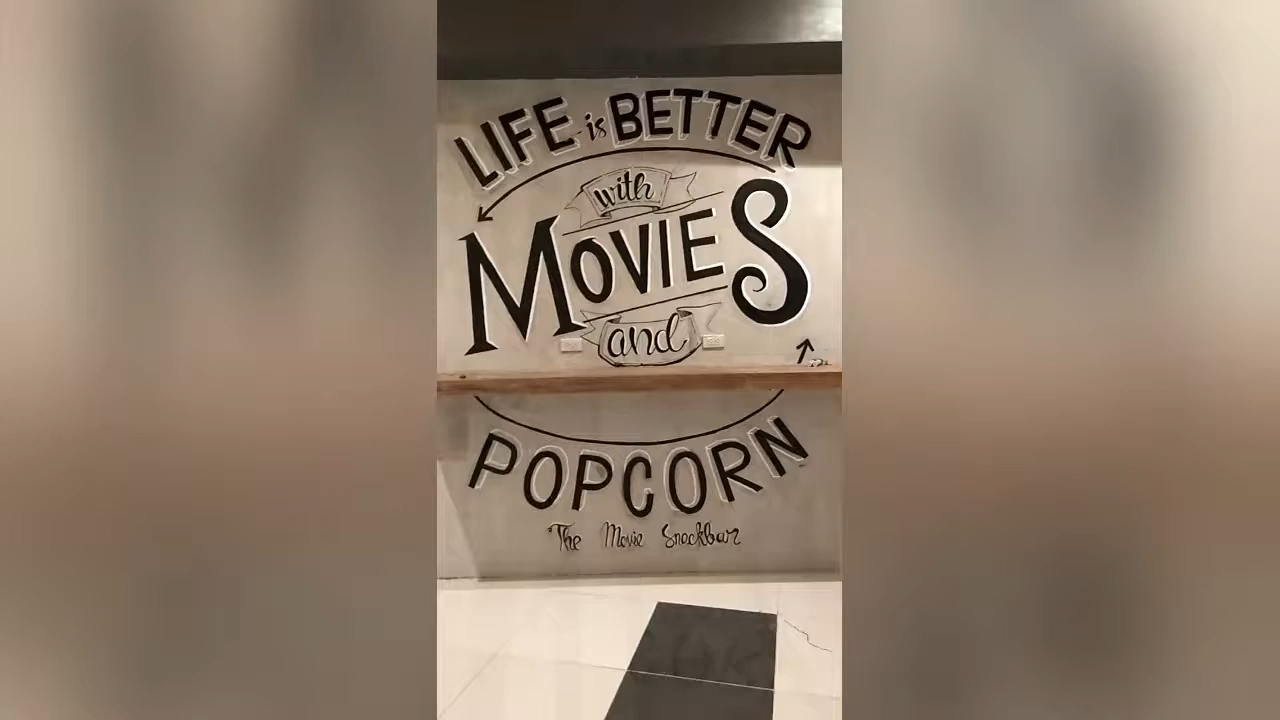 LIFE is BETTER
with
MOVIES
and
POPCORN
The Movie Snackbar